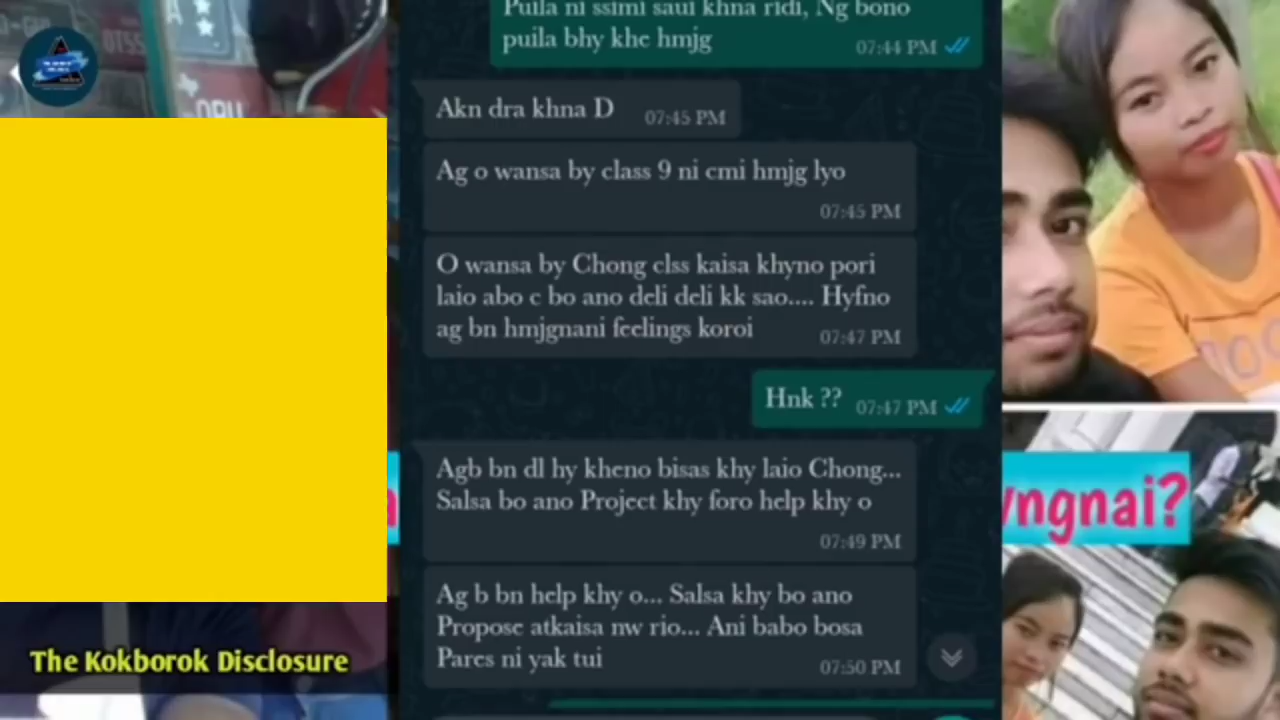 Puila ni ssimi saui khna ridi, Ng bono
puila bhy khe hmjg
07:44 PM
Akn dra khna D
07:45 PM
Ag o wansa by class 9 ni cmi hmjg lyo
07:45 PM
O wansa by Chong clss kaisa khyno pori
laio abo c bo ano deli deli kk sao.... Hyfno
ag bn hmjgnani feelings koroi
07:47 PM
Hnk ??
07:47 PM
Agb bn dl hy kheno bisas khy laio Chong...
Salsa bo ano Project khy foro help khy o
07:49 PM
Ag b bn help khy o... Salsa khy bo ano
Propose atkaisa nw rio... Ani babo bosa
Pares ni yak tui
07:50 PM
yngnai?
The Kokborok Disclosure